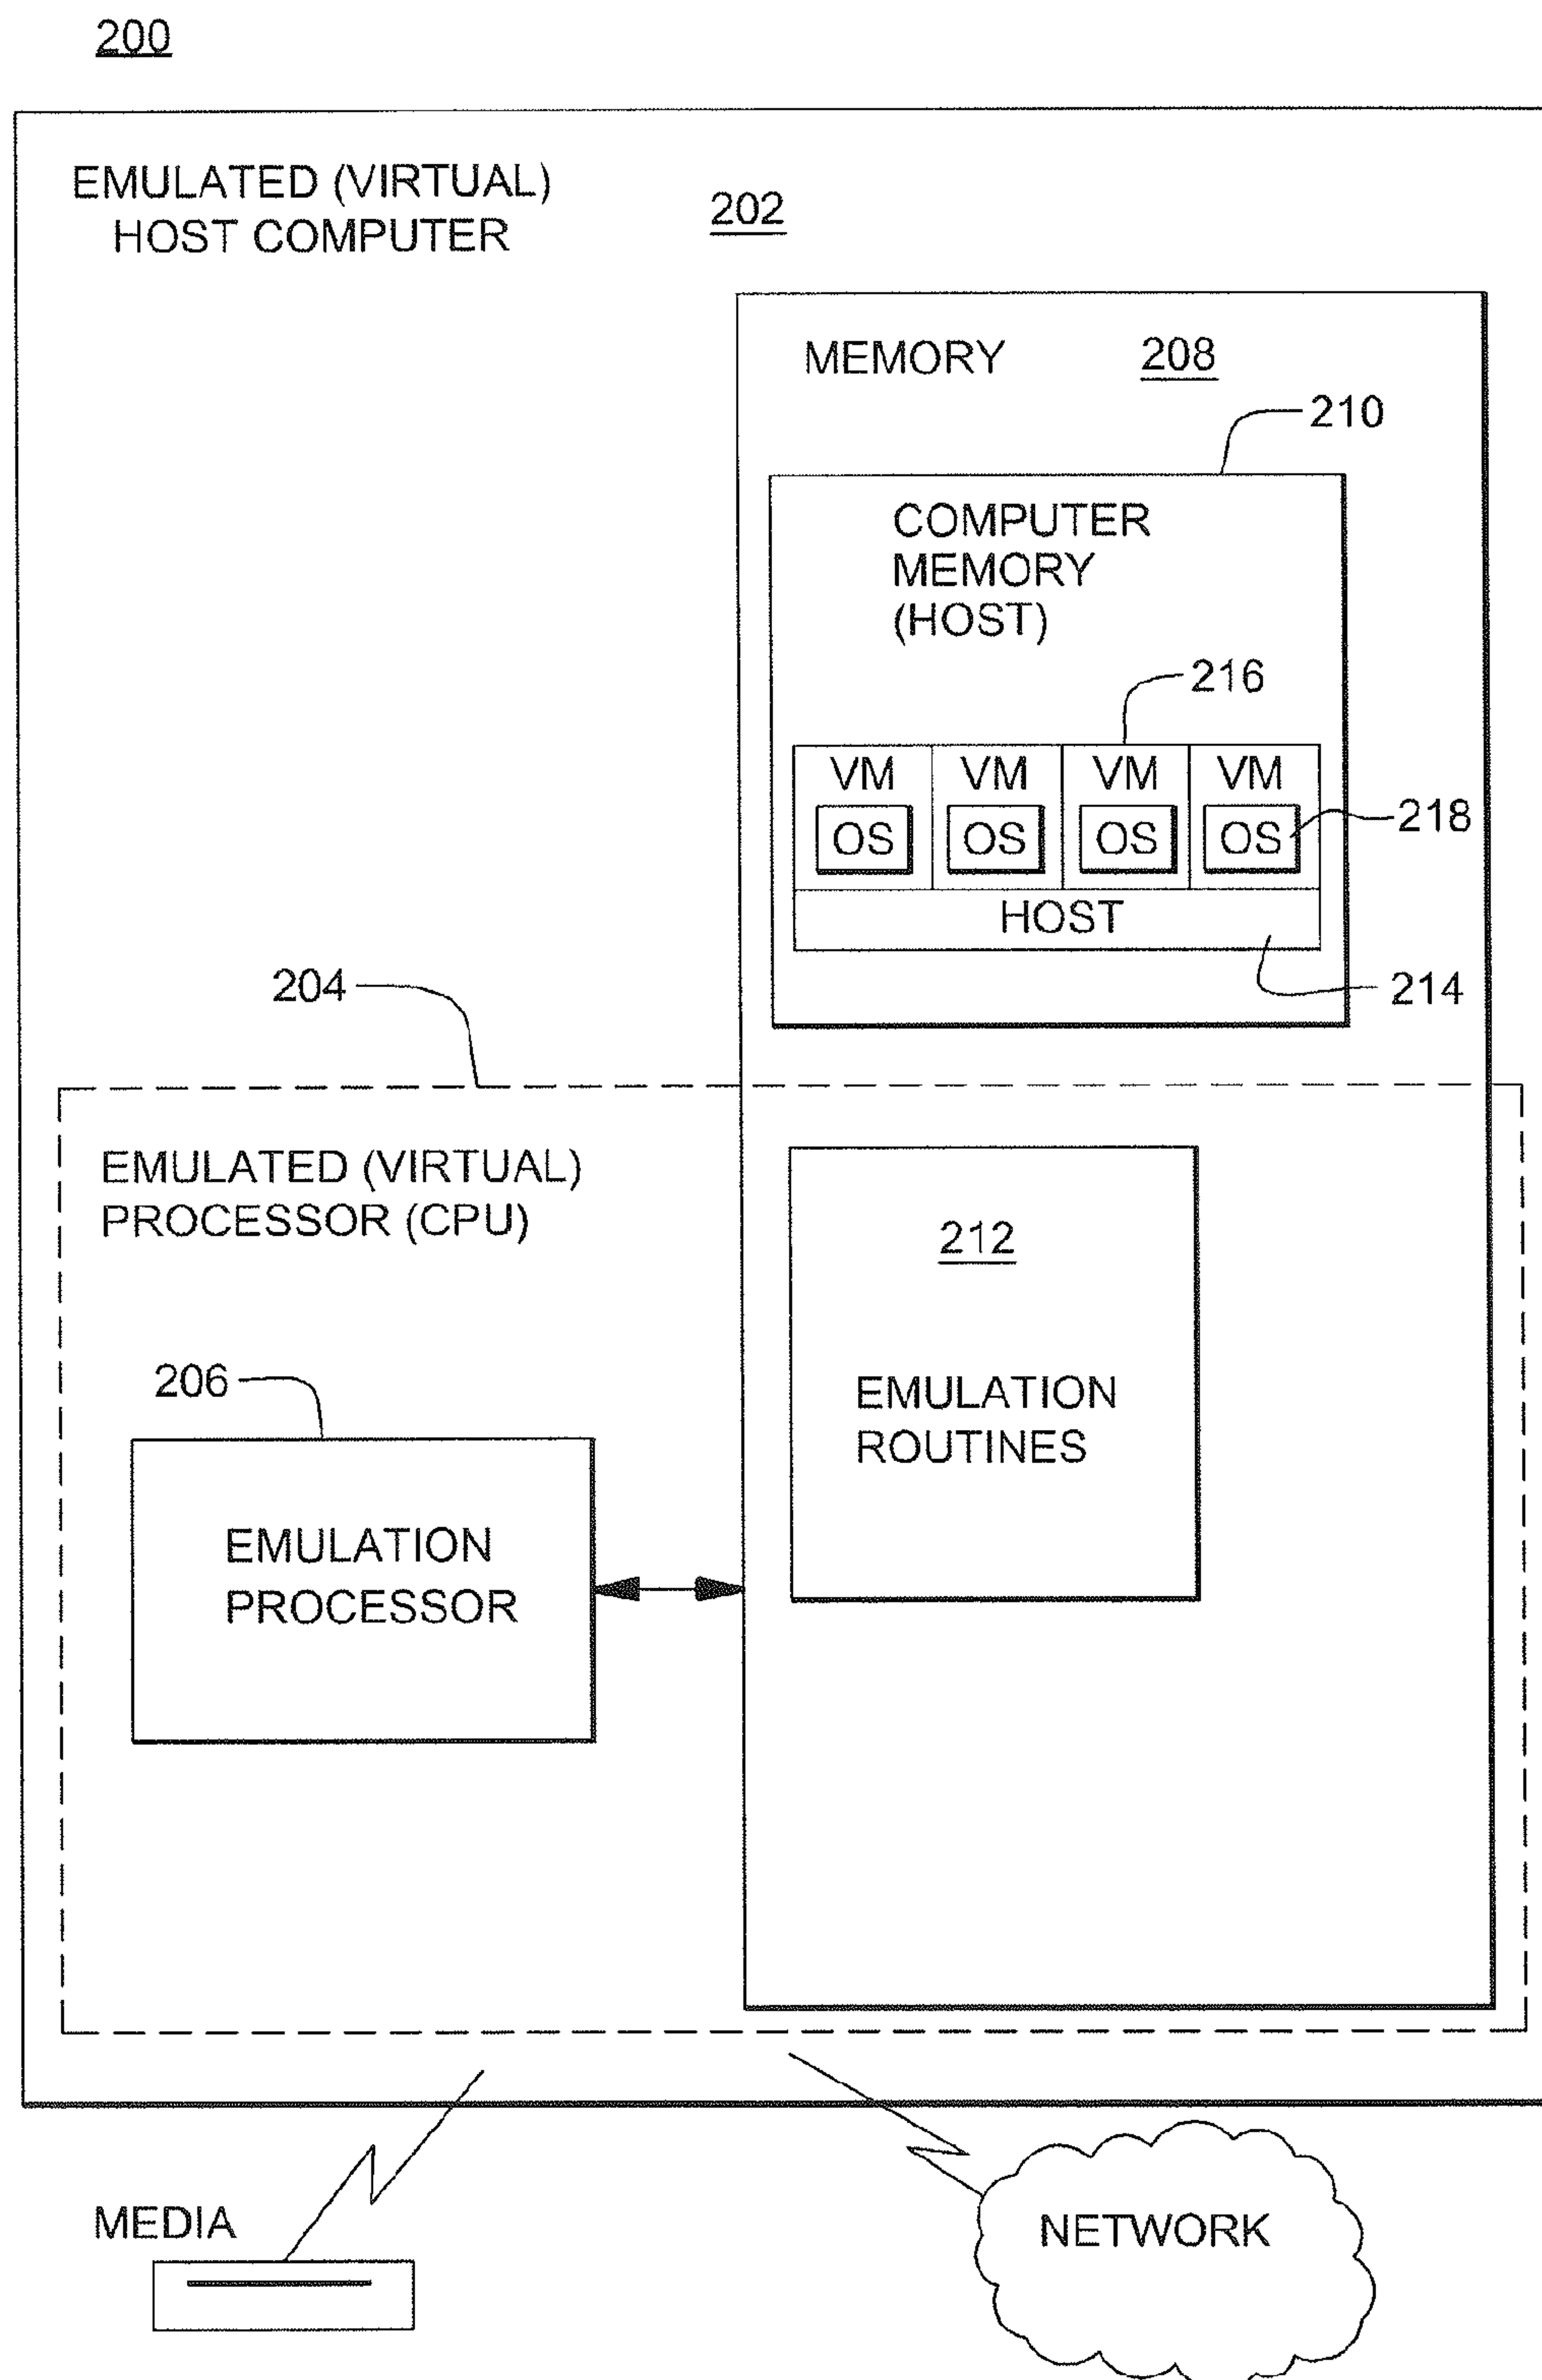 200
EMULATED (VIRTUAL)
HOST COMPUTER
202
MEMORY 208
210
COMPUTER
MEMORY
(HOST)
216
VM VM VM VM
OS OS OS OS
218
HOST
214
204
EMULATED (VIRTUAL)
PROCESSOR (CPU)
212
206
EMULATION
ROUTINES
EMULATION
PROCESSOR
MEDIA
NETWORK